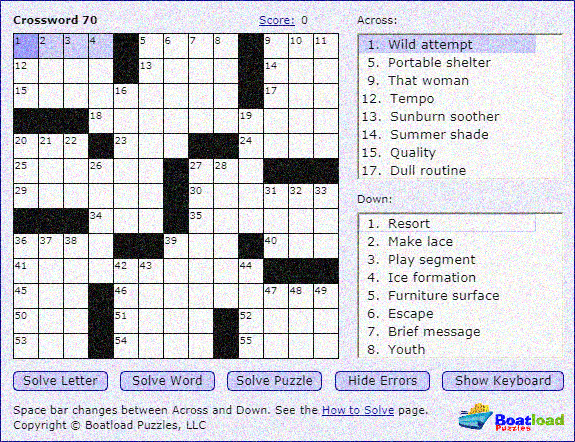 Crossword 70 Score: 0
1 2 3 4 5 6 7 8 9 10 11
12 13 14
15 16 17
18 19
20 21 22 23 24
25 26 27 28
29 30 31 32 33
34 35
36 37 38 39 40
41 42 43 44
45 46 47 48 49
50 51 52
53 54 55
Across:
1. Wild attempt
5. Portable shelter
9. That woman
12. Tempo
13. Sunburn soother
14. Summer shade
15. Quality
17. Dull routine
Down:
1. Resort
2. Make lace
3. Play segment
4. Ice formation
5. Furniture surface
6. Escape
7. Brief message
8. Youth
Solve Letter Solve Word Solve Puzzle Hide Errors Show Keyboard
Space bar changes between Across and Down. See the How to Solve page.
Copyright © Boatload Puzzles, LLC
Boatload
Puzzles